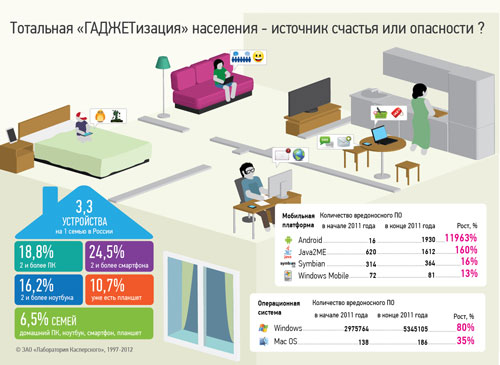 Тотальная «ГАДЖЕТизация» населения - источник счастья или опасности ?
3,3
УСТРОЙСТВА
на 1 семью в России
18,8%
2 и более ПК
24,5%
2 и более смартфона
16,2%
2 и более ноутбука
10,7%
уже есть планшет
6,5% СЕМЕЙ
домашний ПК, ноутбук, смартфон, планшет
© ЗАО «Лаборатория Касперского», 1997-2012
Мобильная платформа Количество вредоносного ПО
в начале 2011 года в конце 2011 года Рост, %
Android 16 1930 11963%
Java2ME 620 1612 160%
Symbian 314 364 16%
Windows Mobile 72 81 13%
Операционная система Количество вредоносного ПО
в начале 2011 года в конце 2011 года Рост, %
Windows 2975764 5345105 80%
Mac OS 138 186 35%